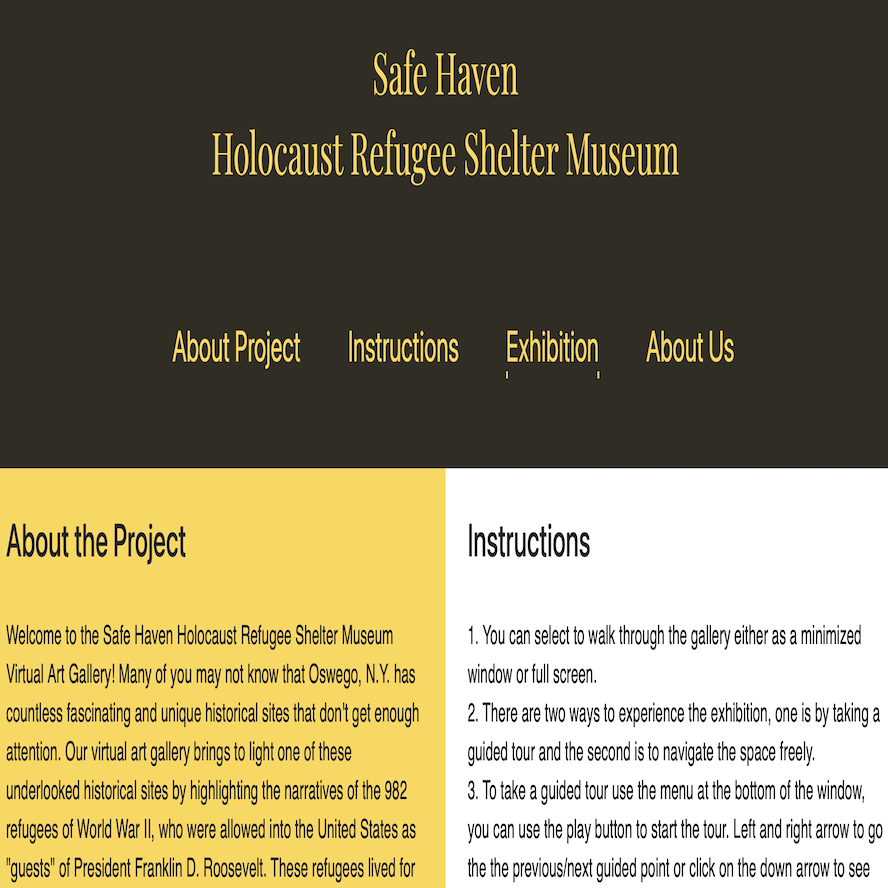 Safe Haven
Holocaust Refugee Shelter Museum
About Project Instructions Exhibition About Us
About the Project
Welcome to the Safe Haven Holocaust Refugee Shelter Museum
Virtual Art Gallery! Many of you may not know that Oswego, N.Y. has
countless fascinating and unique historical sites that don't get enough
attention. Our virtual art gallery brings to light one of these
underlooked historical sites by highlighting the narratives of the 982
refugees of World War II, who were allowed into the United States as
"guests" of President Franklin D. Roosevelt. These refugees lived for
Instructions
1. You can select to walk through the gallery either as a minimized
window or full screen.
2. There are two ways to experience the exhibition, one is by taking a
guided tour and the second is to navigate the space freely.
3. To take a guided tour use the menu at the bottom of the window,
you can use the play button to start the tour. Left and right arrow to go
the the previous/next guided point or click on the down arrow to see